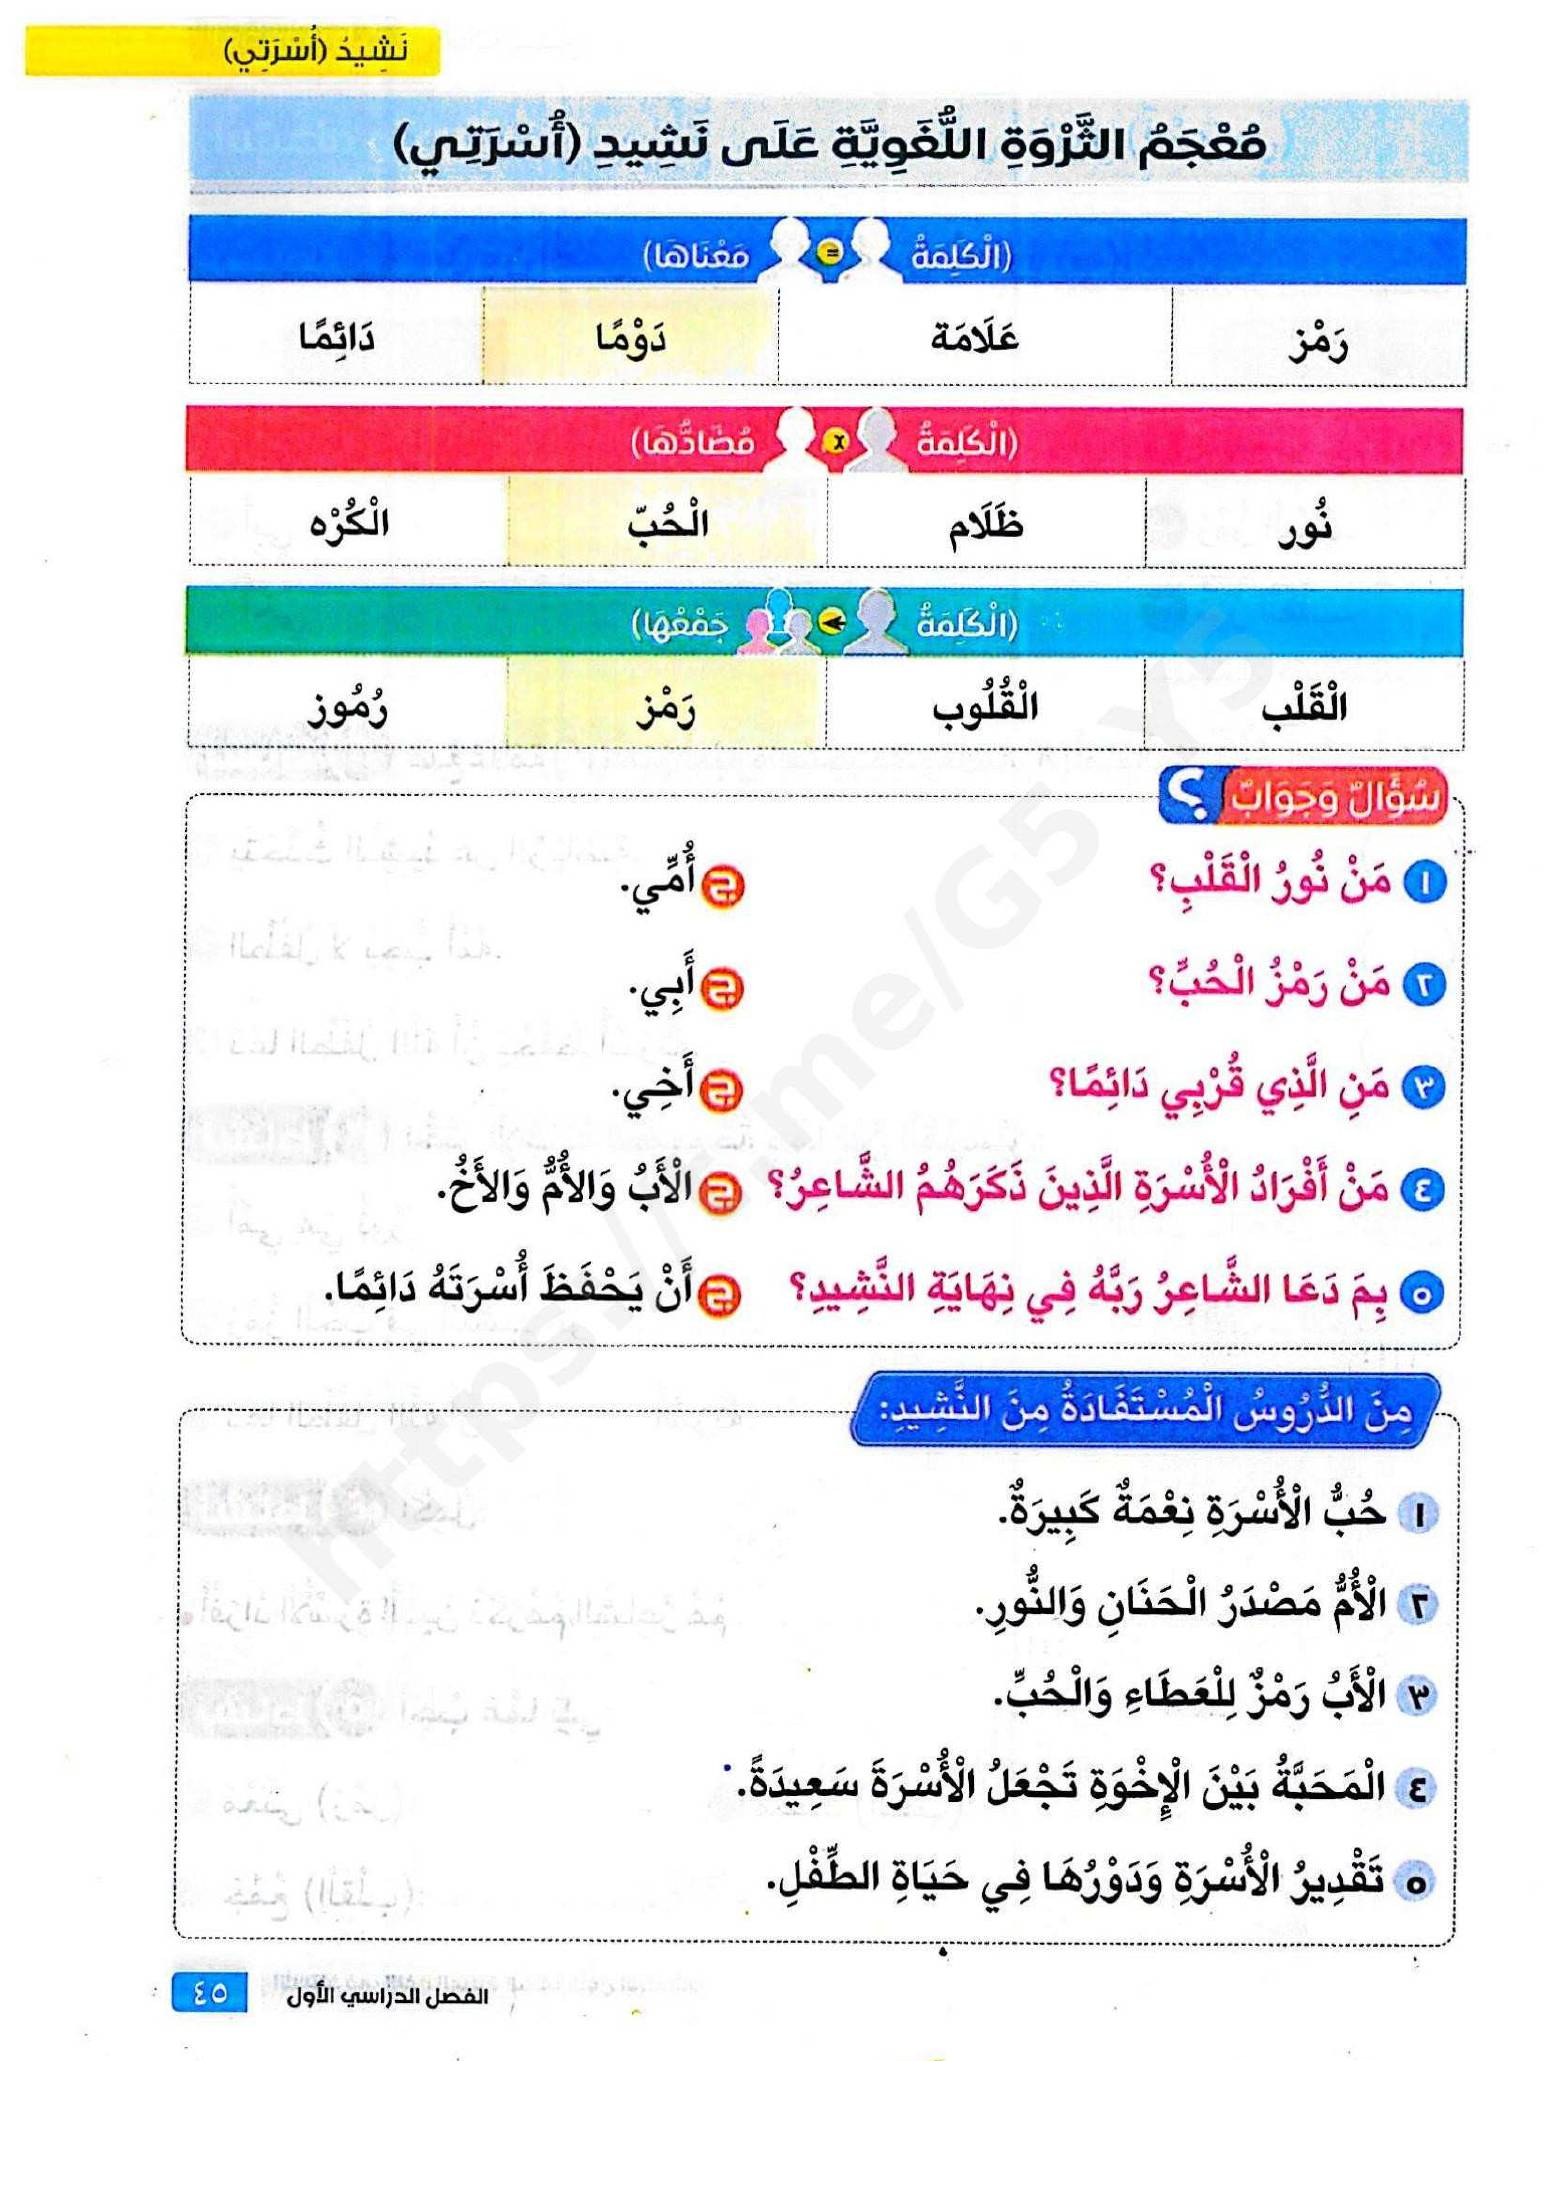 نَشِيدُ (أُسْرَتِي)
مُعْجَمُ الثَّرْوَةِ اللُّغَوِيَّةِ عَلَى نَشِيدِ (أُسْرَتِي)
(الْكَلِمَةُ = مَعْنَاهَا)
رَمْز عَلَامَة دَوْمًا دَائِمًا
(الْكَلِمَةُ x مُضَادُّهَا)
نُور ظَلَام الْحُبّ الْكُرْه
(الْكَلِمَةُ جَمْعُهَا)
الْقَلْب الْقُلُوب رَمْز رُمُوز
سُؤَالٌ وَجَوَابٌ ؟
١ مَنْ نُورُ الْقَلْبِ؟ ج أُمِّي.
٢ مَنْ رَمْزُ الْحُبِّ؟ ج أَبِي.
٣ مَنِ الَّذِي قُرْبِي دَائِمًا؟ ج أَخِي.
٤ مَنْ أَفْرَادُ الْأُسْرَةِ الَّذِينَ ذَكَرَهُمُ الشَّاعِرُ؟ ج الْأَبُ وَالأُمُّ وَالأَخُ.
٥ بِمَ دَعَا الشَّاعِرُ رَبَّهُ فِي نِهَايَةِ النَّشِيدِ؟ ج أَنْ يَحْفَظَ أُسْرَتَهُ دَائِمًا.
مِنَ الدُّرُوسُ الْمُسْتَفَادَةُ مِنَ النَّشِيدِ:
١ حُبُّ الْأُسْرَةِ نِعْمَةٌ كَبِيرَةٌ.
٢ الْأُمُّ مَصْدَرُ الْحَنَانِ وَالنُّورِ.
٣ الْأَبُ رَمْزٌ لِلْعَطَاءِ وَالْحُبِّ.
٤ الْمَحَبَّةُ بَيْنَ الْإِخْوَةِ تَجْعَلُ الْأُسْرَةَ سَعِيدَةً.
٥ تَقْدِيرُ الْأُسْرَةِ وَدَوْرُهَا فِي حَيَاةِ الطِّفْلِ.
الفصل الدراسي الأول ٤٥